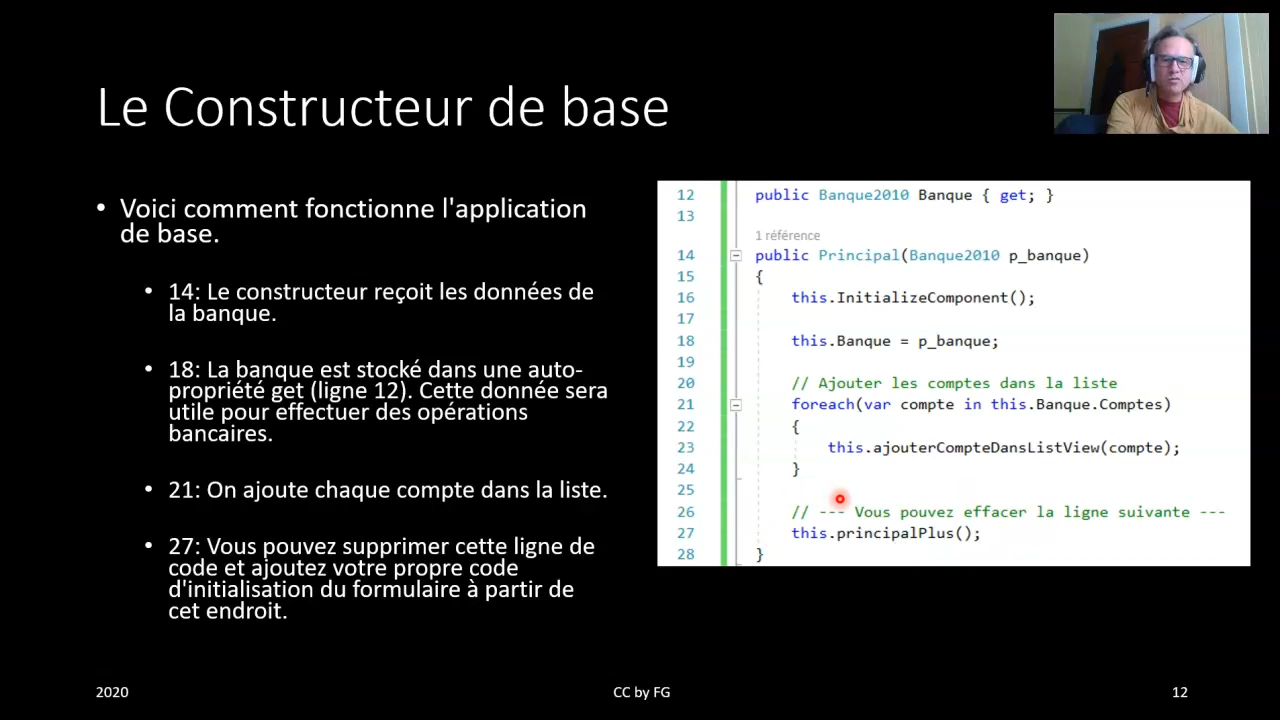 Le Constructeur de base
• Voici comment fonctionne l'application
de base.
• 14: Le constructeur reçoit les données de
la banque.
• 18: La banque est stocké dans une auto-
propriété get (ligne 12). Cette donnée sera
utile pour effectuer des opérations
bancaires.
• 21: On ajoute chaque compte dans la liste.
• 27: Vous pouvez supprimer cette ligne de
code et ajoutez votre propre code
d'initialisation du formulaire à partir de
cet endroit.
12 public Banque2010 Banque { get; }
13
1 référence
14 public Principal(Banque2010 p_banque)
15 {
16 this.InitializeComponent();
17
18 this.Banque = p_banque;
19
20 // Ajouter les comptes dans la liste
21 foreach(var compte in this.Banque.Comptes)
22 {
23 this.ajouterCompteDansListView(compte);
24 }
25
26 // --- Vous pouvez effacer la ligne suivante ---
27 this.principalPlus();
28 }
2020
CC by FG
12